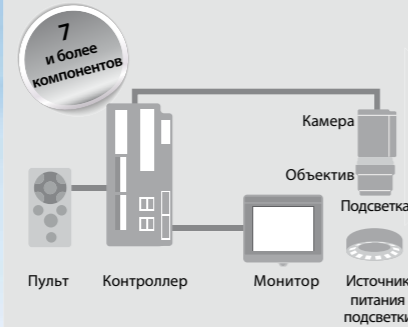 7
и более
компонентов
Камера
Объектив
Подсветка
Пульт
Контроллер
Монитор
Источник
питания
подсветки